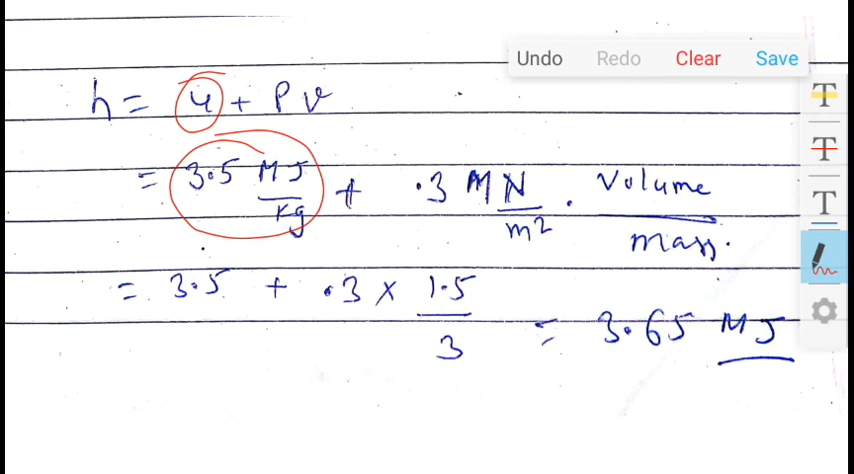 Undo Redo Clear Save
h = u + P v
= 3.5 MJ/kg + .3 MN/m² . Volume/mass.
= 3.5 + .3 × 1.5/3 = 3.65 MJ
T
T
T